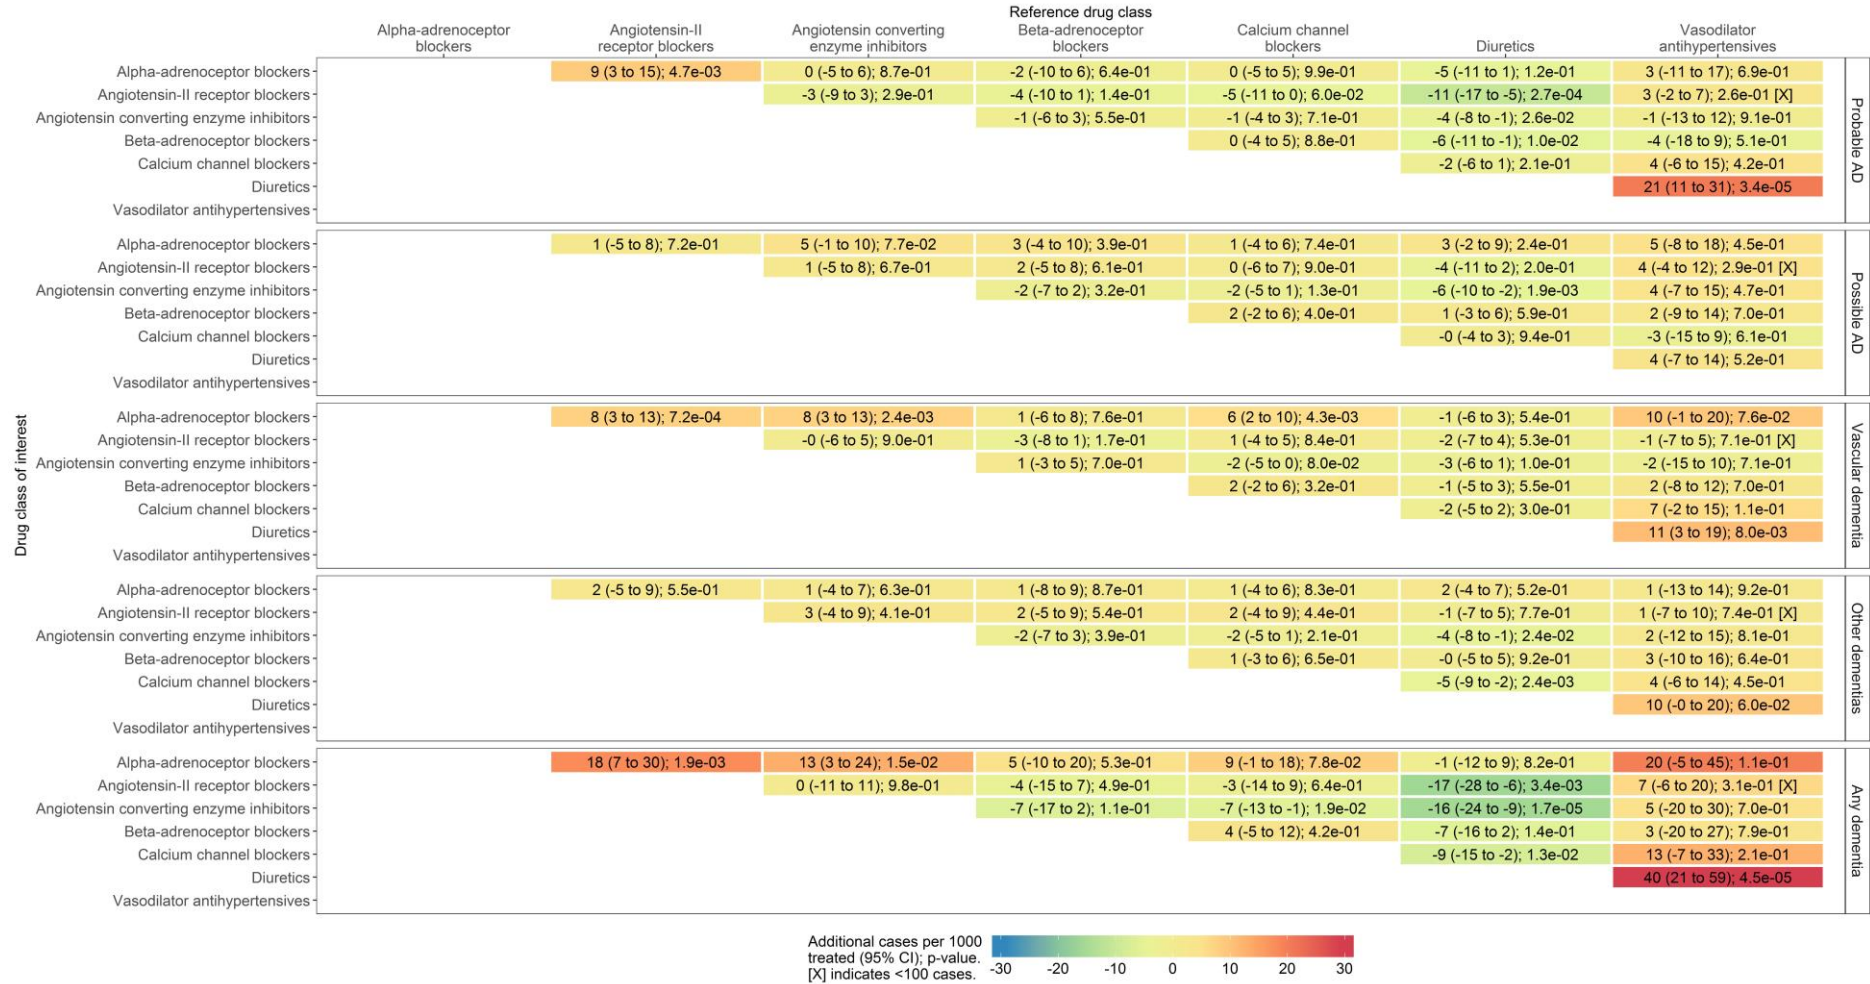 Reference drug class
Alpha-adrenoceptor blockers
Angiotensin-II receptor blockers
Angiotensin converting enzyme inhibitors
Beta-adrenoceptor blockers
Calcium channel blockers
Diuretics
Vasodilator antihypertensives
Drug class of interest
Probable AD
Alpha-adrenoceptor blockers 9 (3 to 15); 4.7e-03 0 (-5 to 6); 8.7e-01 -2 (-10 to 6); 6.4e-01 0 (-5 to 5); 9.9e-01 -5 (-11 to 1); 1.2e-01 3 (-11 to 17); 6.9e-01
Angiotensin-II receptor blockers -3 (-9 to 3); 2.9e-01 -4 (-10 to 1); 1.4e-01 -5 (-11 to 0); 6.0e-02 -11 (-17 to -5); 2.7e-04 3 (-2 to 7); 2.6e-01 [X]
Angiotensin converting enzyme inhibitors -1 (-6 to 3); 5.5e-01 -1 (-4 to 3); 7.1e-01 -4 (-8 to -1); 2.6e-02 -1 (-13 to 12); 9.1e-01
Beta-adrenoceptor blockers 0 (-4 to 5); 8.8e-01 -6 (-11 to -1); 1.0e-02 -4 (-18 to 9); 5.1e-01
Calcium channel blockers -2 (-6 to 1); 2.1e-01 4 (-6 to 15); 4.2e-01
Diuretics 21 (11 to 31); 3.4e-05
Vasodilator antihypertensives
Possible AD
Alpha-adrenoceptor blockers 1 (-5 to 8); 7.2e-01 5 (-1 to 10); 7.7e-02 3 (-4 to 10); 3.9e-01 1 (-4 to 6); 7.4e-01 3 (-2 to 9); 2.4e-01 5 (-8 to 18); 4.5e-01
Angiotensin-II receptor blockers 1 (-5 to 8); 6.7e-01 2 (-5 to 8); 6.1e-01 0 (-6 to 7); 9.0e-01 -4 (-11 to 2); 2.0e-01 4 (-4 to 12); 2.9e-01 [X]
Angiotensin converting enzyme inhibitors -2 (-7 to 2); 3.2e-01 -2 (-5 to 1); 1.3e-01 -6 (-10 to -2); 1.9e-03 4 (-7 to 15); 4.7e-01
Beta-adrenoceptor blockers 2 (-2 to 6); 4.0e-01 1 (-3 to 6); 5.9e-01 2 (-9 to 14); 7.0e-01
Calcium channel blockers -0 (-4 to 3); 9.4e-01 -3 (-15 to 9); 6.1e-01
Diuretics 4 (-7 to 14); 5.2e-01
Vasodilator antihypertensives
Vascular dementia
Alpha-adrenoceptor blockers 8 (3 to 13); 7.2e-04 8 (3 to 13); 2.4e-03 1 (-6 to 8); 7.6e-01 6 (2 to 10); 4.3e-03 -1 (-6 to 3); 5.4e-01 10 (-1 to 20); 7.6e-02
Angiotensin-II receptor blockers -0 (-6 to 5); 9.0e-01 -3 (-8 to 1); 1.7e-01 1 (-4 to 5); 8.4e-01 -2 (-7 to 4); 5.3e-01 -1 (-7 to 5); 7.1e-01 [X]
Angiotensin converting enzyme inhibitors 1 (-3 to 5); 7.0e-01 -2 (-5 to 0); 8.0e-02 -3 (-6 to 1); 1.0e-01 -2 (-15 to 10); 7.1e-01
Beta-adrenoceptor blockers 2 (-2 to 6); 3.2e-01 -1 (-5 to 3); 5.5e-01 2 (-8 to 12); 7.0e-01
Calcium channel blockers -2 (-5 to 2); 3.0e-01 7 (-2 to 15); 1.1e-01
Diuretics 11 (3 to 19); 8.0e-03
Vasodilator antihypertensives
Other dementias
Alpha-adrenoceptor blockers 2 (-5 to 9); 5.5e-01 1 (-4 to 7); 6.3e-01 1 (-8 to 9); 8.7e-01 1 (-4 to 6); 8.3e-01 2 (-4 to 7); 5.2e-01 1 (-13 to 14); 9.2e-01
Angiotensin-II receptor blockers 3 (-4 to 9); 4.1e-01 2 (-5 to 9); 5.4e-01 2 (-4 to 9); 4.4e-01 -1 (-7 to 5); 7.7e-01 1 (-7 to 10); 7.4e-01 [X]
Angiotensin converting enzyme inhibitors -2 (-7 to 3); 3.9e-01 -2 (-5 to 1); 2.1e-01 -4 (-8 to -1); 2.4e-02 2 (-12 to 15); 8.1e-01
Beta-adrenoceptor blockers 1 (-3 to 6); 6.5e-01 -0 (-5 to 5); 9.2e-01 3 (-10 to 16); 6.4e-01
Calcium channel blockers -5 (-9 to -2); 2.4e-03 4 (-6 to 14); 4.5e-01
Diuretics 10 (-0 to 20); 6.0e-02
Vasodilator antihypertensives
Any dementia
Alpha-adrenoceptor blockers 18 (7 to 30); 1.9e-03 13 (3 to 24); 1.5e-02 5 (-10 to 20); 5.3e-01 9 (-1 to 18); 7.8e-02 -1 (-12 to 9); 8.2e-01 20 (-5 to 45); 1.1e-01
Angiotensin-II receptor blockers 0 (-11 to 11); 9.8e-01 -4 (-15 to 7); 4.9e-01 -3 (-14 to 9); 6.4e-01 -17 (-28 to -6); 3.4e-03 7 (-6 to 20); 3.1e-01 [X]
Angiotensin converting enzyme inhibitors -7 (-17 to 2); 1.1e-01 -7 (-13 to -1); 1.9e-02 -16 (-24 to -9); 1.7e-05 5 (-20 to 30); 7.0e-01
Beta-adrenoceptor blockers 4 (-5 to 12); 4.2e-01 -7 (-16 to 2); 1.4e-01 3 (-20 to 27); 7.9e-01
Calcium channel blockers -9 (-15 to -2); 1.3e-02 13 (-7 to 33); 2.1e-01
Diuretics 40 (21 to 59); 4.5e-05
Vasodilator antihypertensives
Additional cases per 1000
treated (95% CI); p-value.
[X] indicates <100 cases.
-30 -20 -10 0 10 20 30